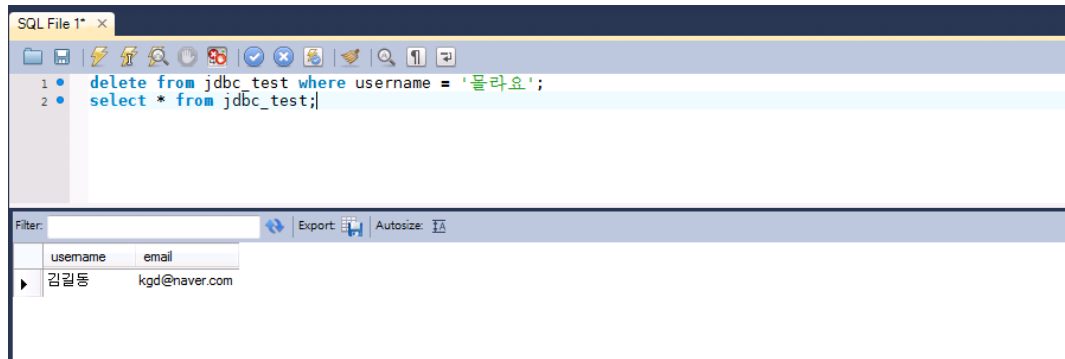 SQL File 1* ×
1 delete from jdbc_test where username = '몰라요';
2 select * from jdbc_test;
Filter: Export: Autosize:
username email
김길동 kgd@naver.com